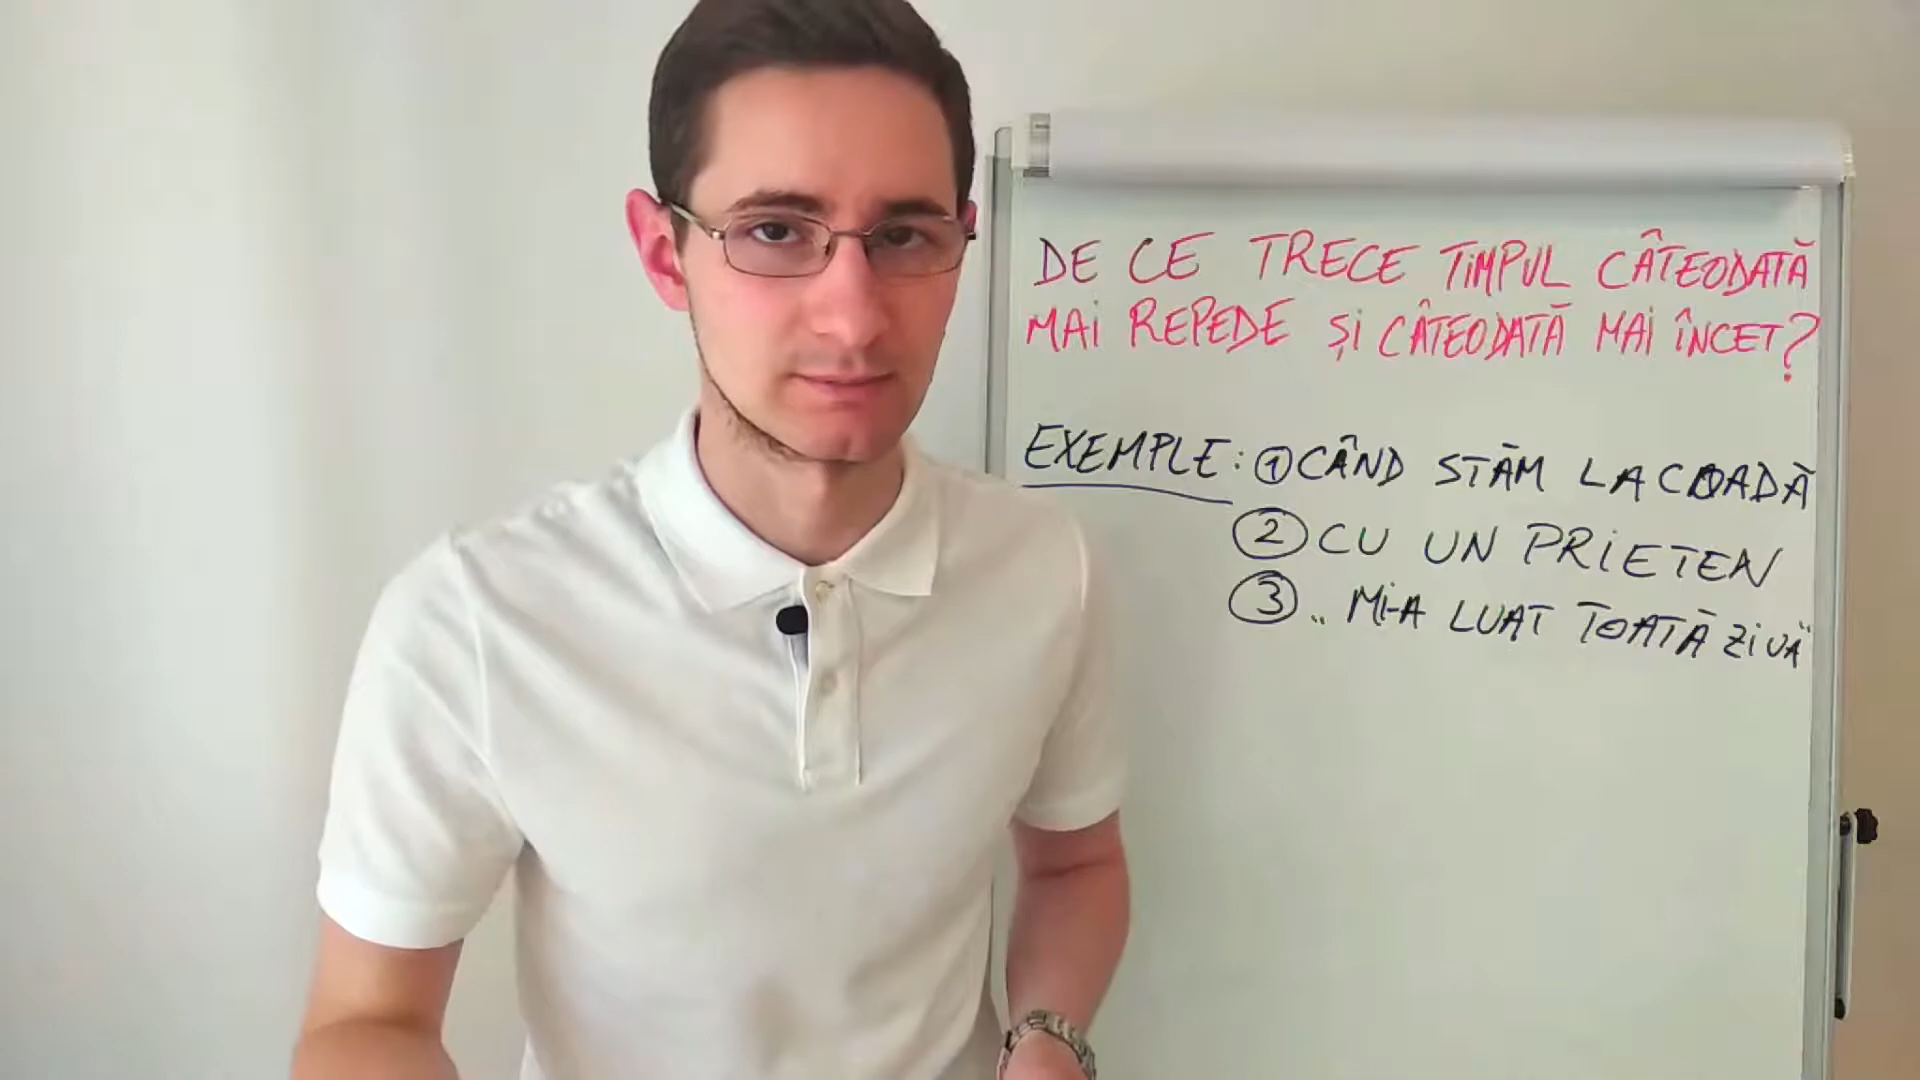 DE CE TRECE TIMPUL CÂTEODATĂ
MAI REPEDE ȘI CÂTEODATĂ MAI ÎNCET?
EXEMPLE: ① CÂND STĂM LA COADĂ
② CU UN PRIETEN
③ „MI-A LUAT TOATĂ ZIUA"